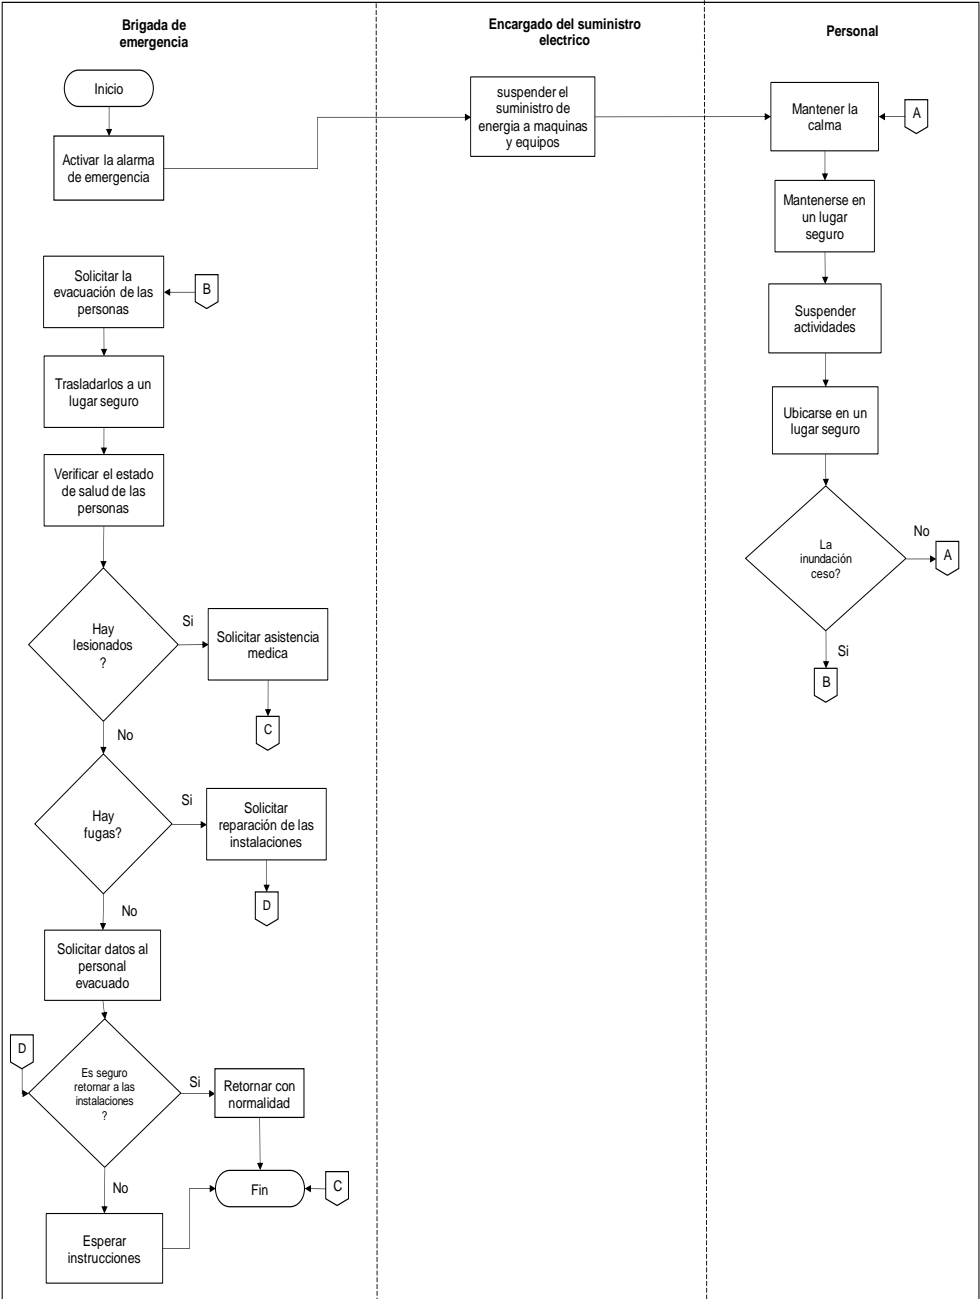 Brigada de
emergencia
Encargado del suministro
electrico
Personal
Inicio
Activar la alarma
de emergencia
suspender el
suministro de
energia a maquinas
y equipos
Mantener la
calma
A
Mantenerse en
un lugar
seguro
Suspender
actividades
Ubicarse en un
lugar seguro
La
inundación
ceso?
No
A
Si
B
Solicitar la
evacuación de las
personas
B
Trasladarlos a un
lugar seguro
Verificar el estado
de salud de las
personas
Hay
lesionados
?
Si
Solicitar asistencia
medica
C
No
Hay
fugas?
Si
Solicitar
reparación de las
instalaciones
D
No
Solicitar datos al
personal
evacuado
D
Es seguro
retornar a las
instalaciones
?
Si
Retornar con
normalidad
No
Fin
C
Esperar
instrucciones